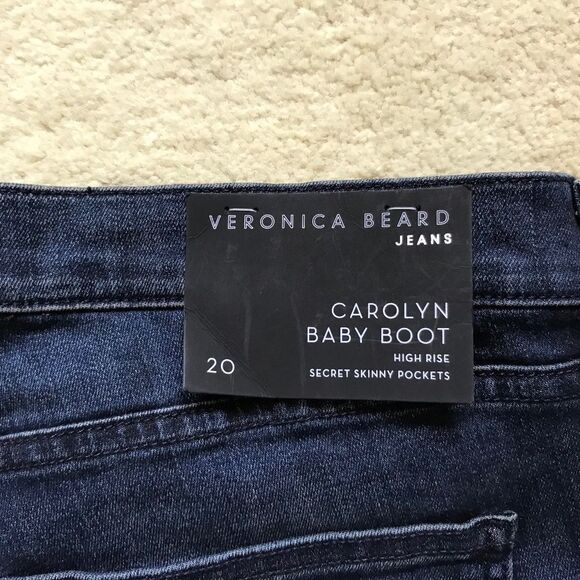 VERONICA BEARD
JEANS
CAROLYN
BABY BOOT
HIGH RISE
20
SECRET SKINNY POCKETS